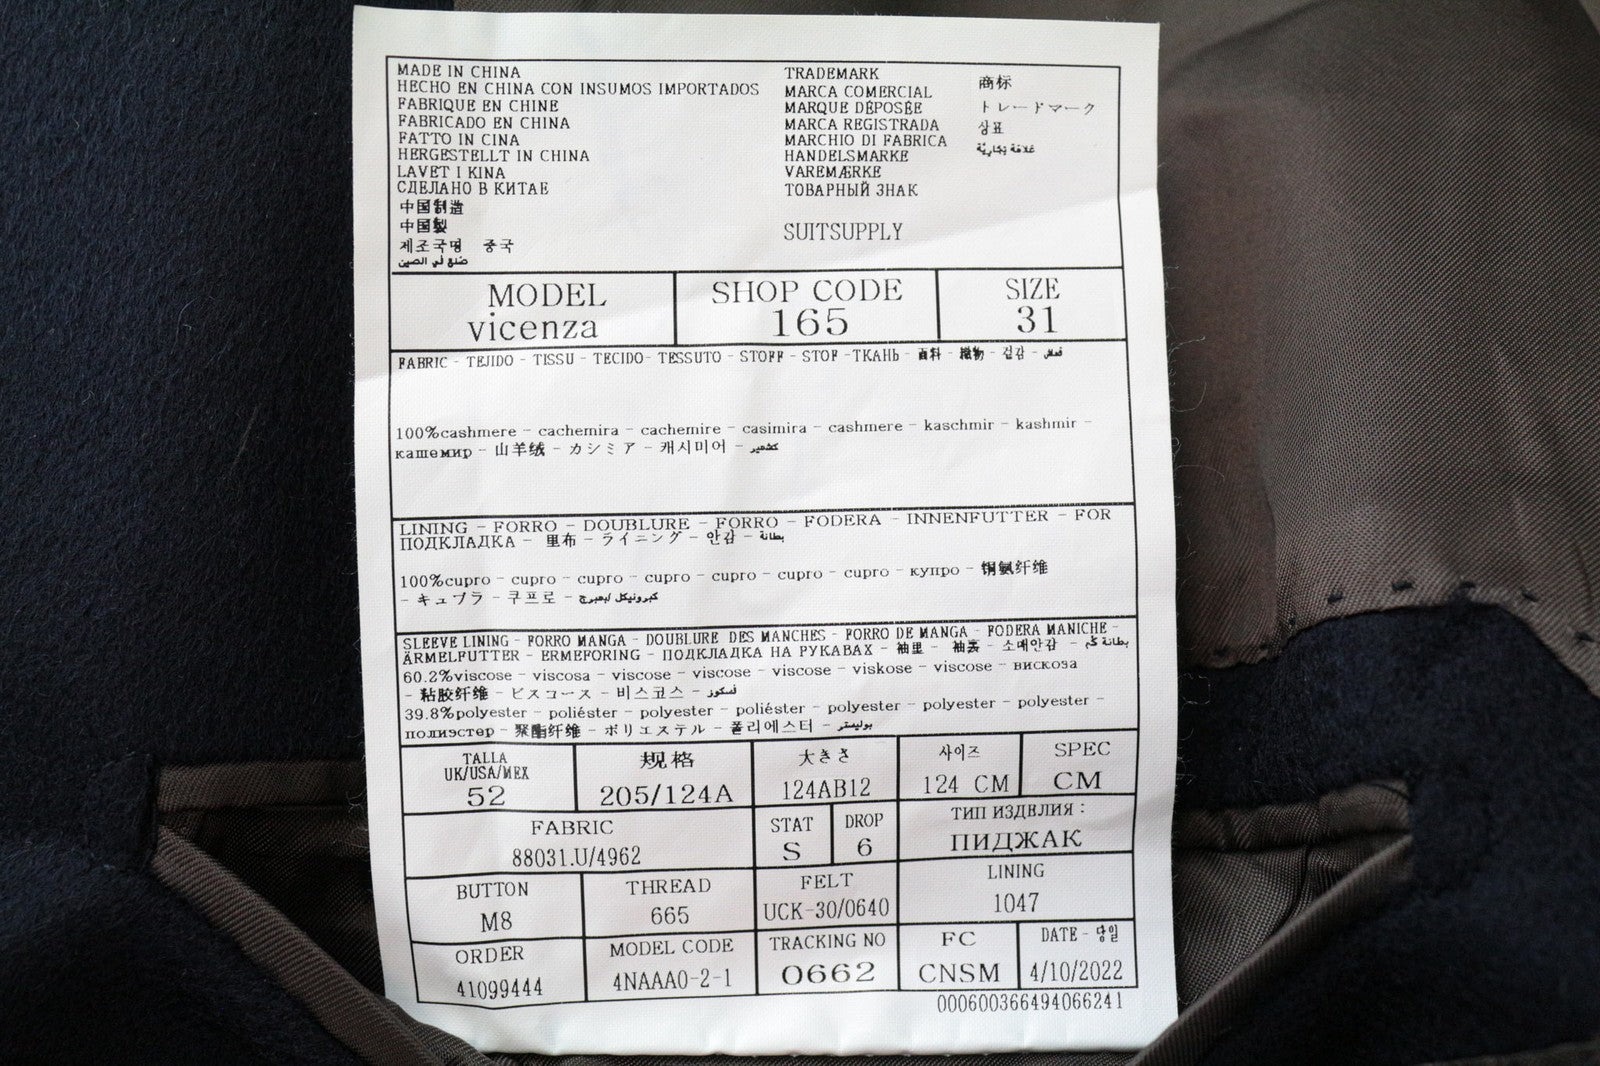 MADE IN CHINA
HECHO EN CHINA CON INSUMOS IMPORTADOS
FABRIQUE EN CHINE
FABRICADO EN CHINA
FATTO IN CINA
HERGESTELLT IN CHINA
LAVET I KINA
СДЕЛАНО В КИТАЕ
中国制造
中国製
제조국명 중국
صنع في الصين
TRADEMARK
MARCA COMERCIAL
MARQUE DÉPOSÉE
MARCA REGISTRADA
MARCHIO DI FABRICA
HANDELSMARKE
VAREMÆRKE
ТОВАРНЫЙ ЗНАК
商标
トレードマーク
상표
علامة تجاريّة
SUITSUPPLY
MODEL
vicenza
SHOP CODE
165
SIZE
31
FABRIC - TEJIDO - TISSU - TECIDO- TESSUTO - STOFF - STOF -ТКАНЬ - 面料 - 織物 - 겉감 - قماش
100%cashmere - cachemira - cachemire - casimira - cashmere - kaschmir - kashmir -
кашемир - 山羊绒 - カシミア - 캐시미어 - كشمير
LINING - FORRO - DOUBLURE - FORRO - FODERA - INNENFUTTER - FOR
ПОДКЛАДКА - 里布 - ライニング - 안감 - بطانة
100%cupro - cupro - cupro - cupro - cupro - cupro - cupro - купро - 铜氨纤维
- キュプラ - 쿠프로 -
SLEEVE LINING - FORRO MANGA - DOUBLURE DES MANCHES - FORRO DE MANGA - FODERA MANICHE -
ÄRMELFUTTER - ERMEFORING - ПОДКЛАДКА НА РУКАВАХ - 袖里 - 袖裏 - 소매안감 - بطانة كم
60.2%viscose - viscosa - viscose - viscose - viscose - viskose - viscose - вискоза
- 粘胶纤维 - ビスコース - 비스코스 - فسكوز
39.8%polyester - poliéster - polyester - poliéster - polyester - polyester - polyester -
полиэстер - 聚酯纤维 - ポリエステル - 폴리에스터 - بوليستر
TALLA
UK/USA/MEX
52
规格
205/124A
大きさ
124AB12
사이즈
124 CM
SPEC
CM
FABRIC
88031.U/4962
STAT
S
DROP
6
ТИП ИЗДЕЛИЯ :
ПИДЖАК
BUTTON
M8
THREAD
665
FELT
UCK-30/0640
LINING
1047
ORDER
41099444
MODEL CODE
4NAAA0-2-1
TRACKING NO
0662
FC
CNSM
DATE - 당일
4/10/2022
000600366494066241